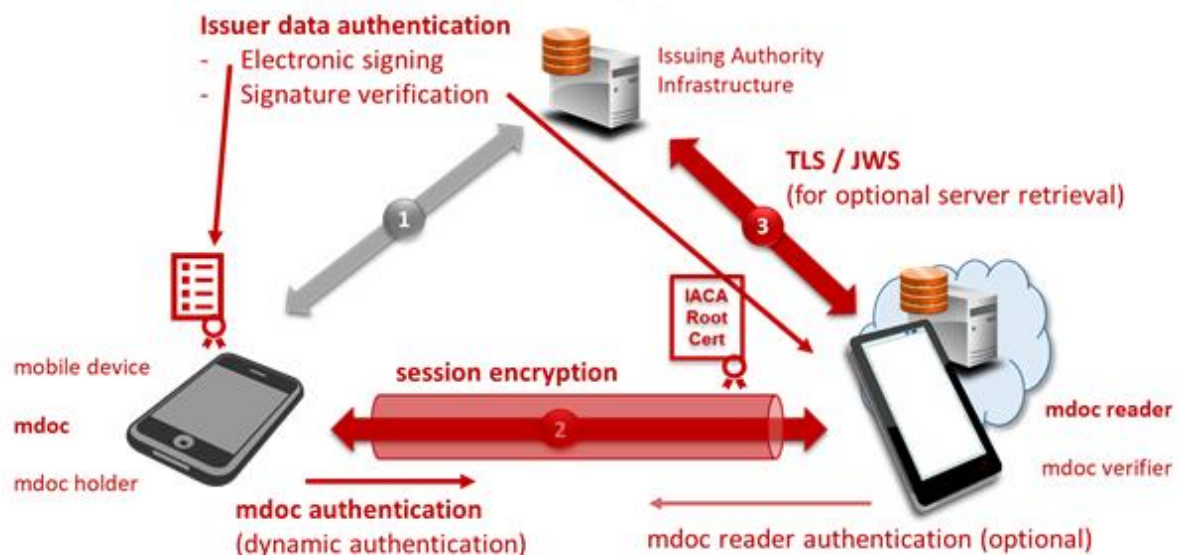 Issuer data authentication
- Electronic signing
- Signature verification
Issuing Authority
Infrastructure
TLS / JWS
(for optional server retrieval)
1
3
IACA
Root
Cert
mobile device
mdoc
mdoc holder
session encryption
2
mdoc reader
mdoc verifier
mdoc authentication
(dynamic authentication)
mdoc reader authentication (optional)